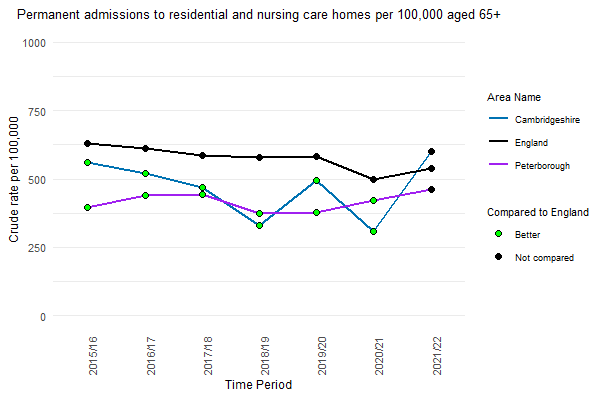 Permanent admissions to residential and nursing care homes per 100,000 aged 65+
Crude rate per 100,000
1000
750
500
250
0
2015/16
2016/17
2017/18
2018/19
2019/20
2020/21
2021/22
Time Period
Area Name
Cambridgeshire
England
Peterborough
Compared to England
Better
Not compared